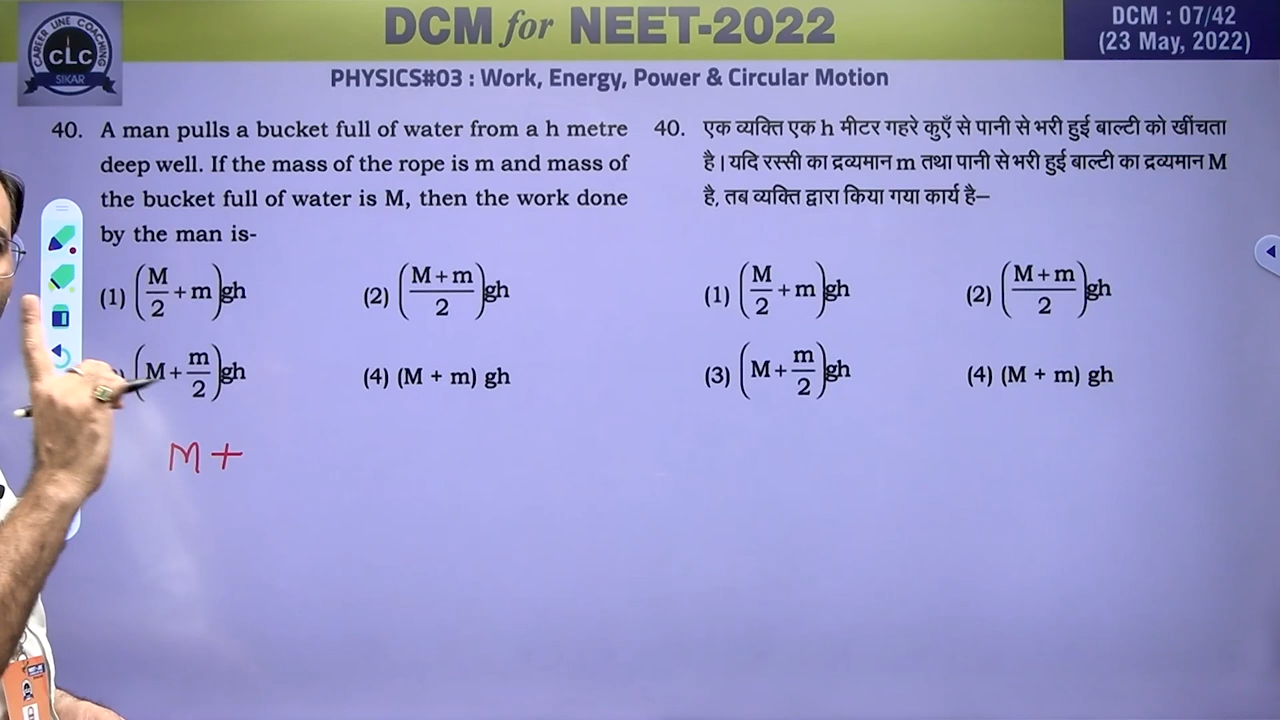 DCM for NEET-2022
DCM : 07/42
(23 May, 2022)
CAREER LINE COACHING
CLC
SIKAR
PHYSICS#03 : Work, Energy, Power & Circular Motion
40. A man pulls a bucket full of water from a h metre
deep well. If the mass of the rope is m and mass of
the bucket full of water is M, then the work done
by the man is-
(1) (M/2 + m)gh (2) ((M + m)/2)gh
(M + m/2)gh (4) (M + m) gh
M +
40. एक व्यक्ति एक h मीटर गहरे कुएँ से पानी से भरी हुई बाल्टी को खींचता
है। यदि रस्सी का द्रव्यमान m तथा पानी से भरी हुई बाल्टी का द्रव्यमान M
है, तब व्यक्ति द्वारा किया गया कार्य है–
(1) (M/2 + m)gh (2) ((M + m)/2)gh
(3) (M + m/2)gh (4) (M + m) gh